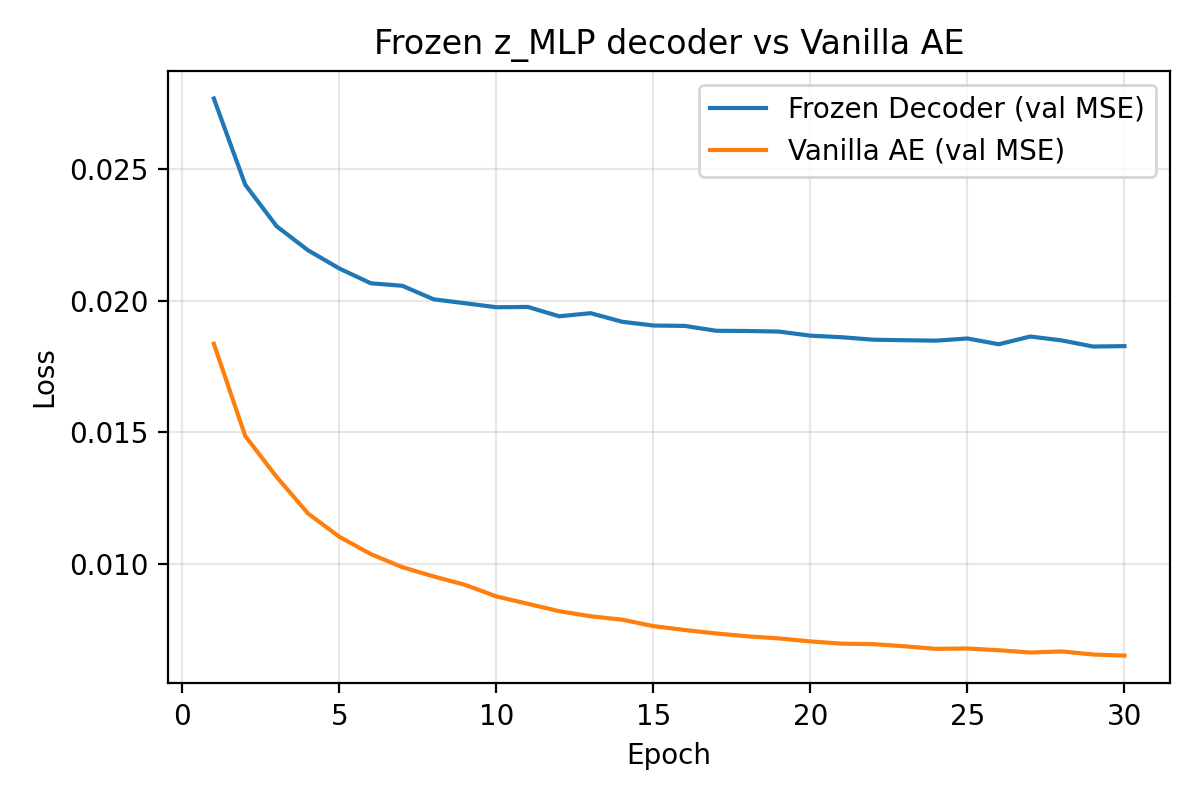 Frozen z_MLP decoder vs Vanilla AE
Frozen Decoder (val MSE)
Vanilla AE (val MSE)
Loss
0.025
0.020
0.015
0.010
0 5 10 15 20 25 30
Epoch